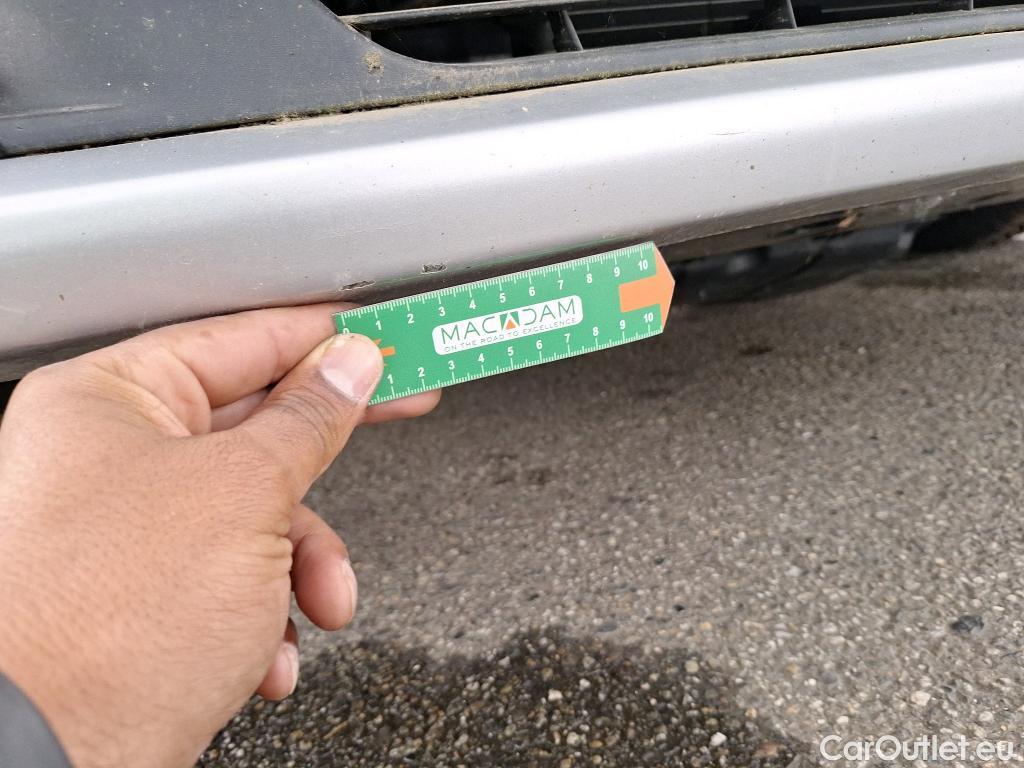 0 1 2 3 4 5 6 7 8 9 10
MACADAM
ON THE ROAD TO EXCELLENCE
1 2 3 4 5 6 7 8 9 10
CarOutlet.eu